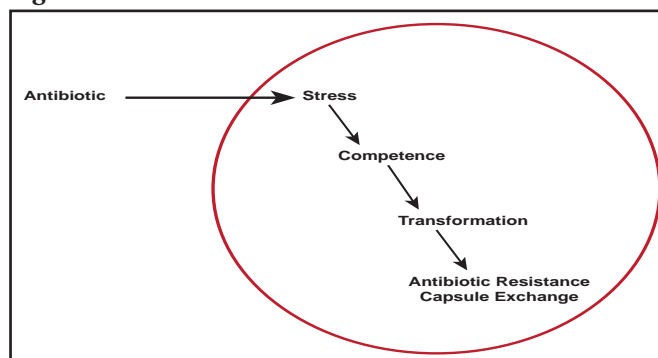 Antibiotic
Stress
Competence
Transformation
Antibiotic Resistance
Capsule Exchange